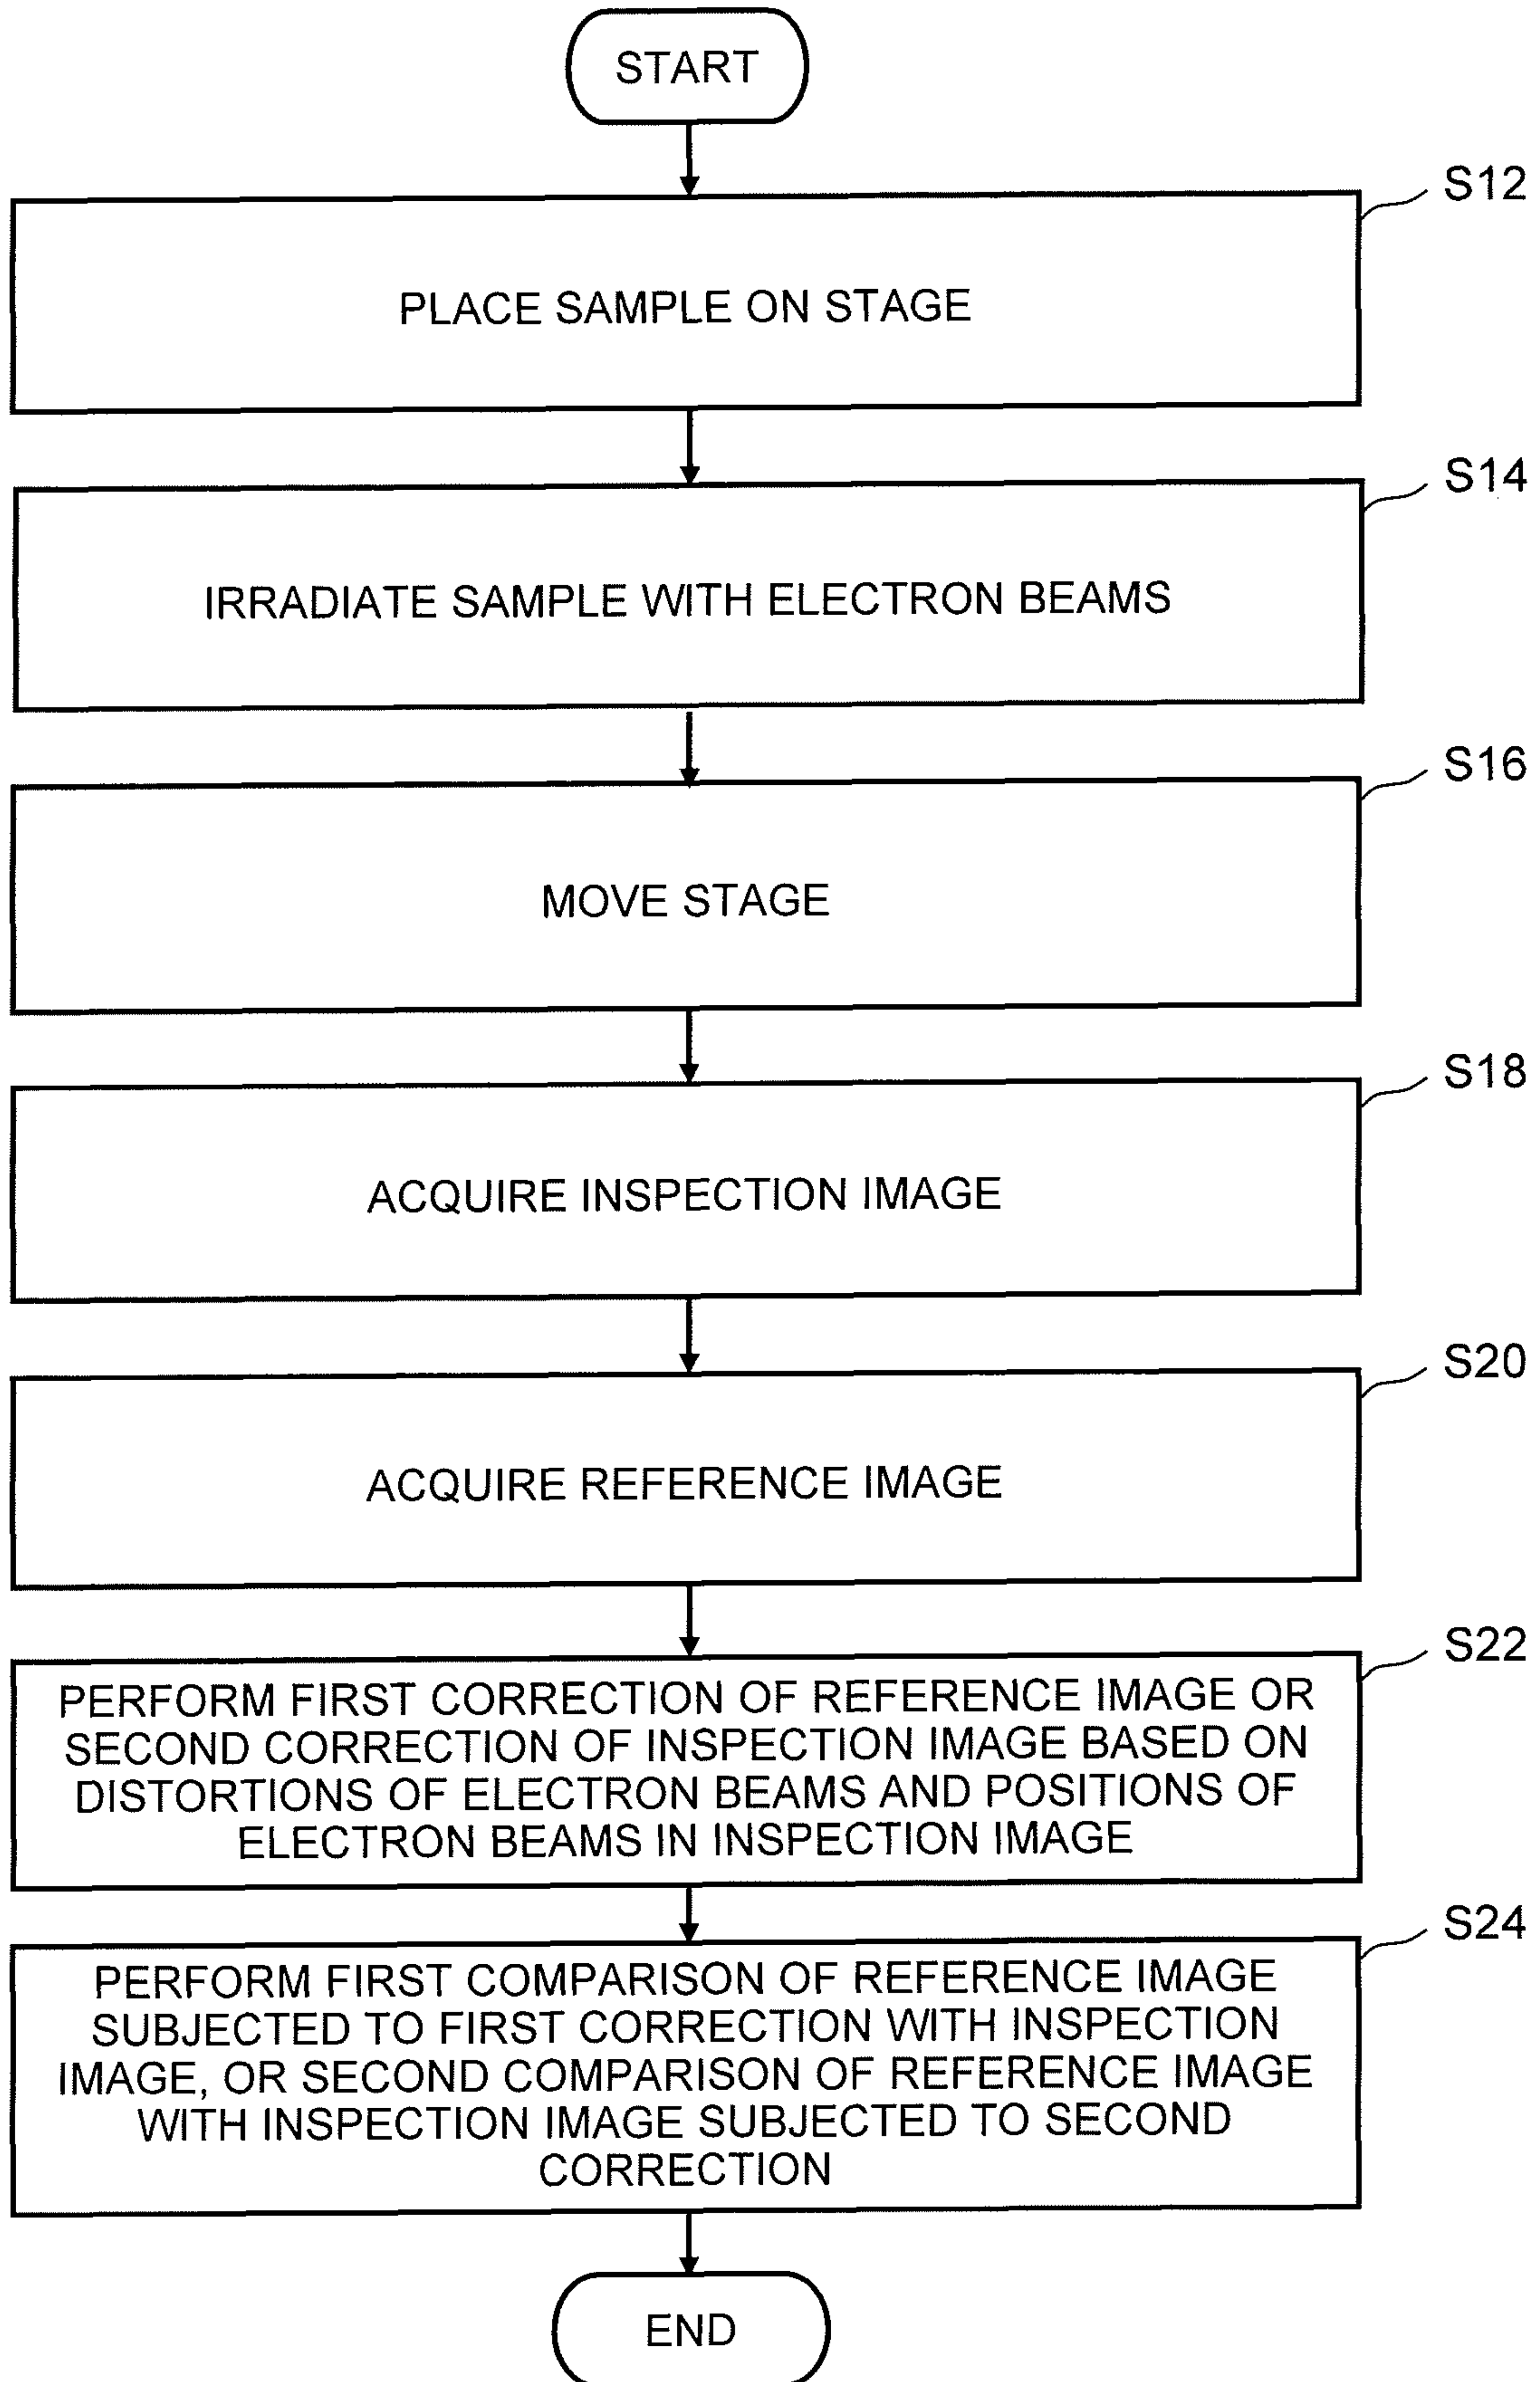 START
S12
PLACE SAMPLE ON STAGE
S14
IRRADIATE SAMPLE WITH ELECTRON BEAMS
S16
MOVE STAGE
S18
ACQUIRE INSPECTION IMAGE
S20
ACQUIRE REFERENCE IMAGE
S22
PERFORM FIRST CORRECTION OF REFERENCE IMAGE OR
SECOND CORRECTION OF INSPECTION IMAGE BASED ON
DISTORTIONS OF ELECTRON BEAMS AND POSITIONS OF
ELECTRON BEAMS IN INSPECTION IMAGE
S24
PERFORM FIRST COMPARISON OF REFERENCE IMAGE
SUBJECTED TO FIRST CORRECTION WITH INSPECTION
IMAGE, OR SECOND COMPARISON OF REFERENCE IMAGE
WITH INSPECTION IMAGE SUBJECTED TO SECOND
CORRECTION
END